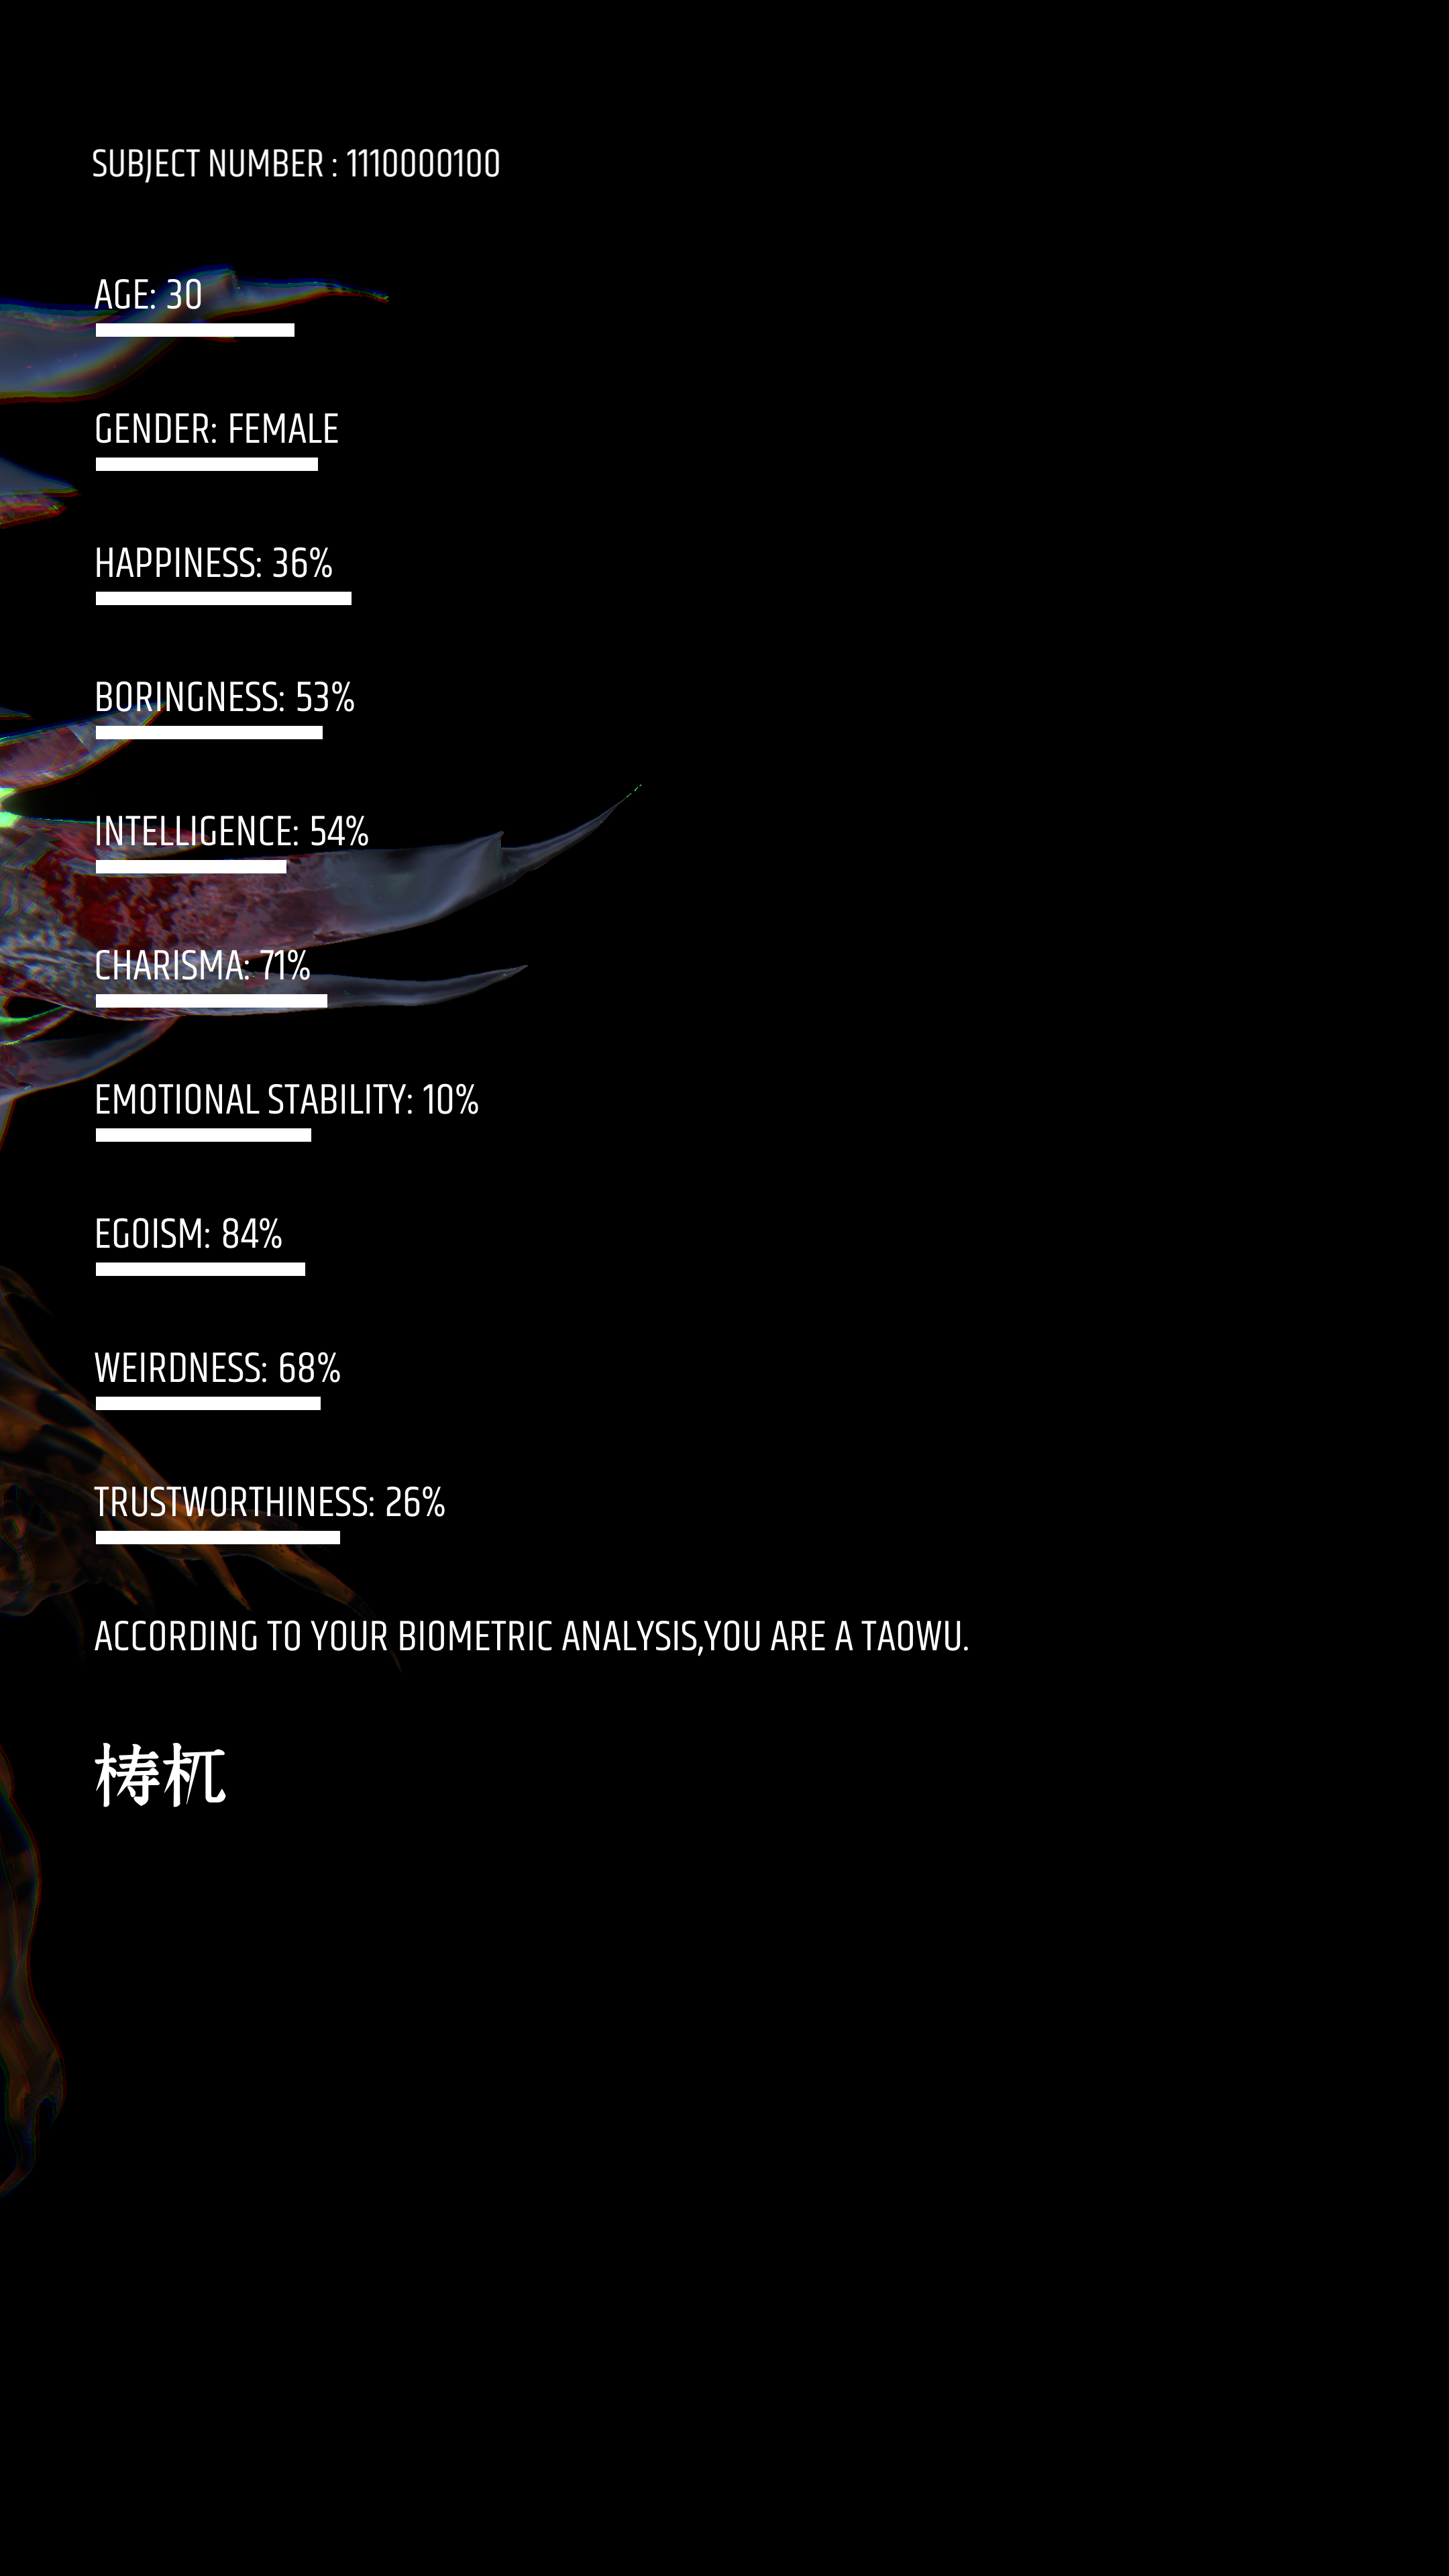 SUBJECT NUMBER : 1110000100
AGE: 30
GENDER: FEMALE
HAPPINESS: 36%
BORINGNESS: 53%
INTELLIGENCE: 54%
CHARISMA: 71%
EMOTIONAL STABILITY: 10%
EGOISM: 84%
WEIRDNESS: 68%
TRUSTWORTHINESS: 26%
ACCORDING TO YOUR BIOMETRIC ANALYSIS,YOU ARE A TAOWU.
梼杌